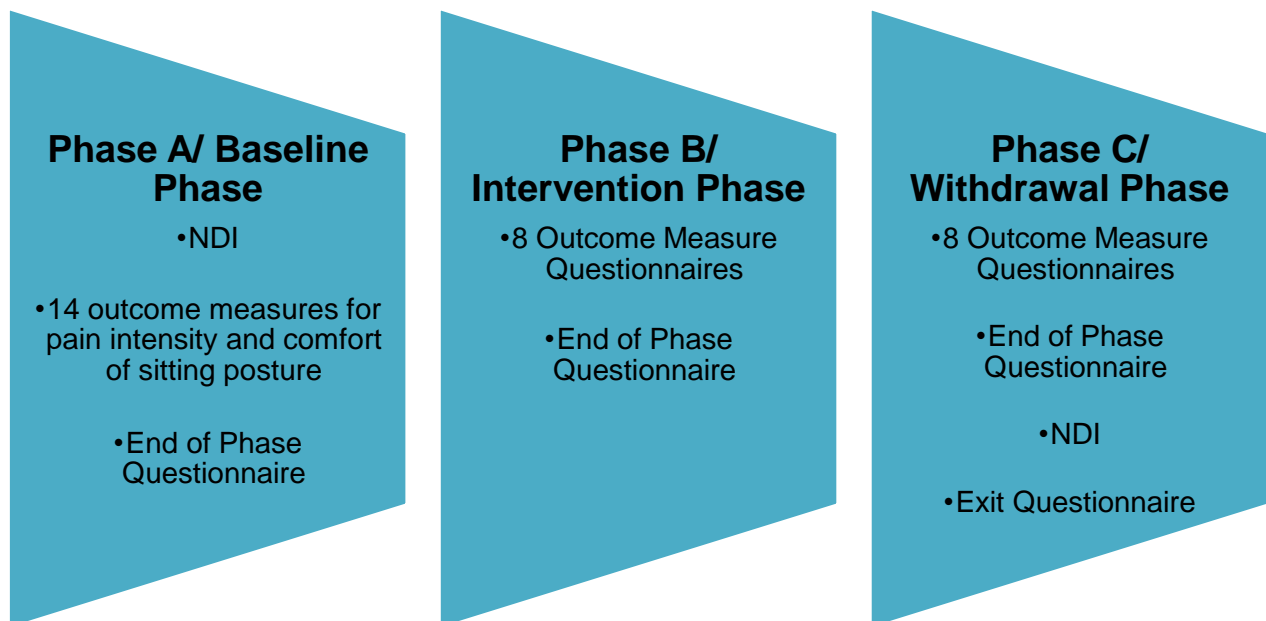 Phase A/ Baseline
Phase
•NDI
•14 outcome measures for
pain intensity and comfort
of sitting posture
•End of Phase
Questionnaire
Phase B/
Intervention Phase
•8 Outcome Measure
Questionnaires
•End of Phase
Questionnaire
Phase C/
Withdrawal Phase
•8 Outcome Measure
Questionnaires
•End of Phase
Questionnaire
•NDI
•Exit Questionnaire